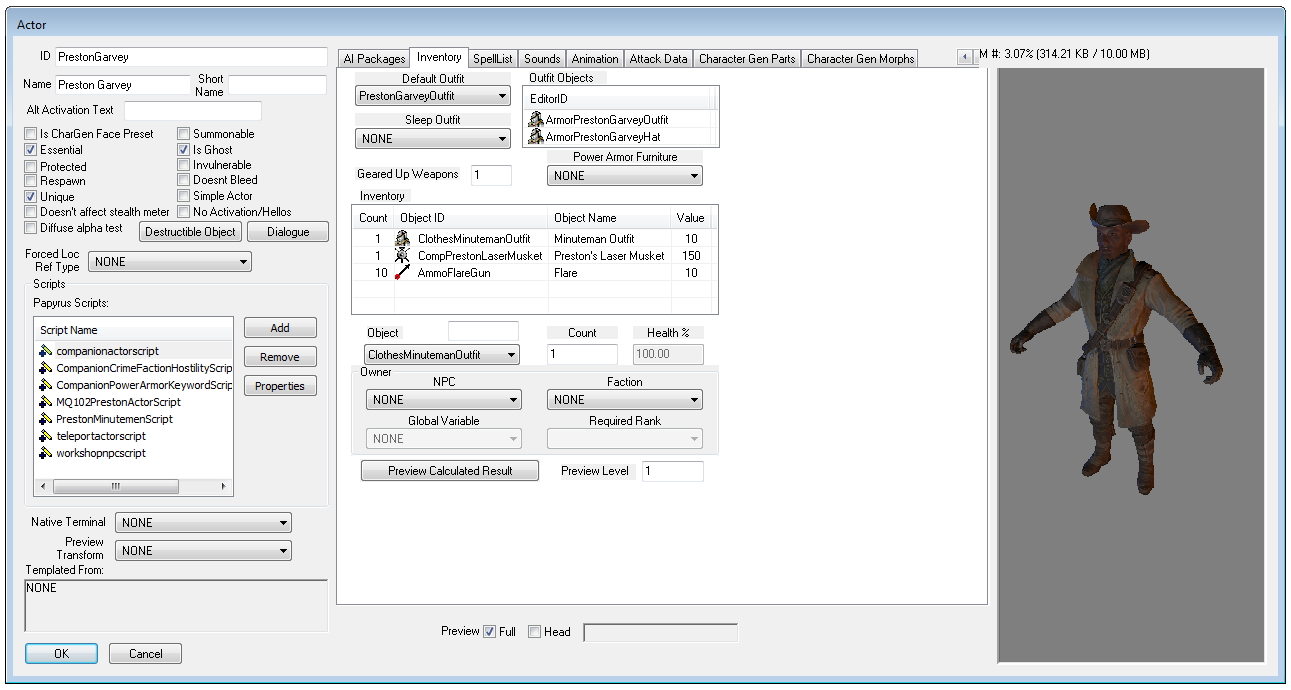 Actor
ID PrestonGarvey
Name Preston Garvey Short Name
Alt Activation Text
Is CharGen Face Preset Summonable
Essential Is Ghost
Protected Invulnerable
Respawn Doesnt Bleed
Unique Simple Actor
Doesn't affect stealth meter No Activation/Hellos
Diffuse alpha test Destructible Object Dialogue
Forced Loc Ref Type NONE
Scripts
Papyrus Scripts:
Script Name
companionactorscript
CompanionCrimeFactionHostilityScrip
CompanionPowerArmorKeywordScrip
MQ102PrestonActorScript
PrestonMinutemenScript
teleportactorscript
workshopnpcscript
Add
Remove
Properties
Native Terminal NONE
Preview Transform NONE
Templated From:
NONE
OK Cancel
AI Packages Inventory SpellList Sounds Animation Attack Data Character Gen Parts Character Gen Morphs
M #: 3.07% (314.21 KB / 10.00 MB)
Default Outfit
PrestonGarveyOutfit
Sleep Outfit
NONE
Outfit Objects
EditorID
ArmorPrestonGarveyOutfit
ArmorPrestonGarveyHat
Geared Up Weapons 1
Power Armor Furniture
NONE
Inventory
Count Object ID Object Name Value
1 ClothesMinutemanOutfit Minuteman Outfit 10
1 CompPrestonLaserMusket Preston's Laser Musket 150
10 AmmoFlareGun Flare 10
Object Count Health %
ClothesMinutemanOutfit 1 100.00
Owner
NPC Faction
NONE NONE
Global Variable Required Rank
NONE
Preview Calculated Result Preview Level 1
Preview Full Head